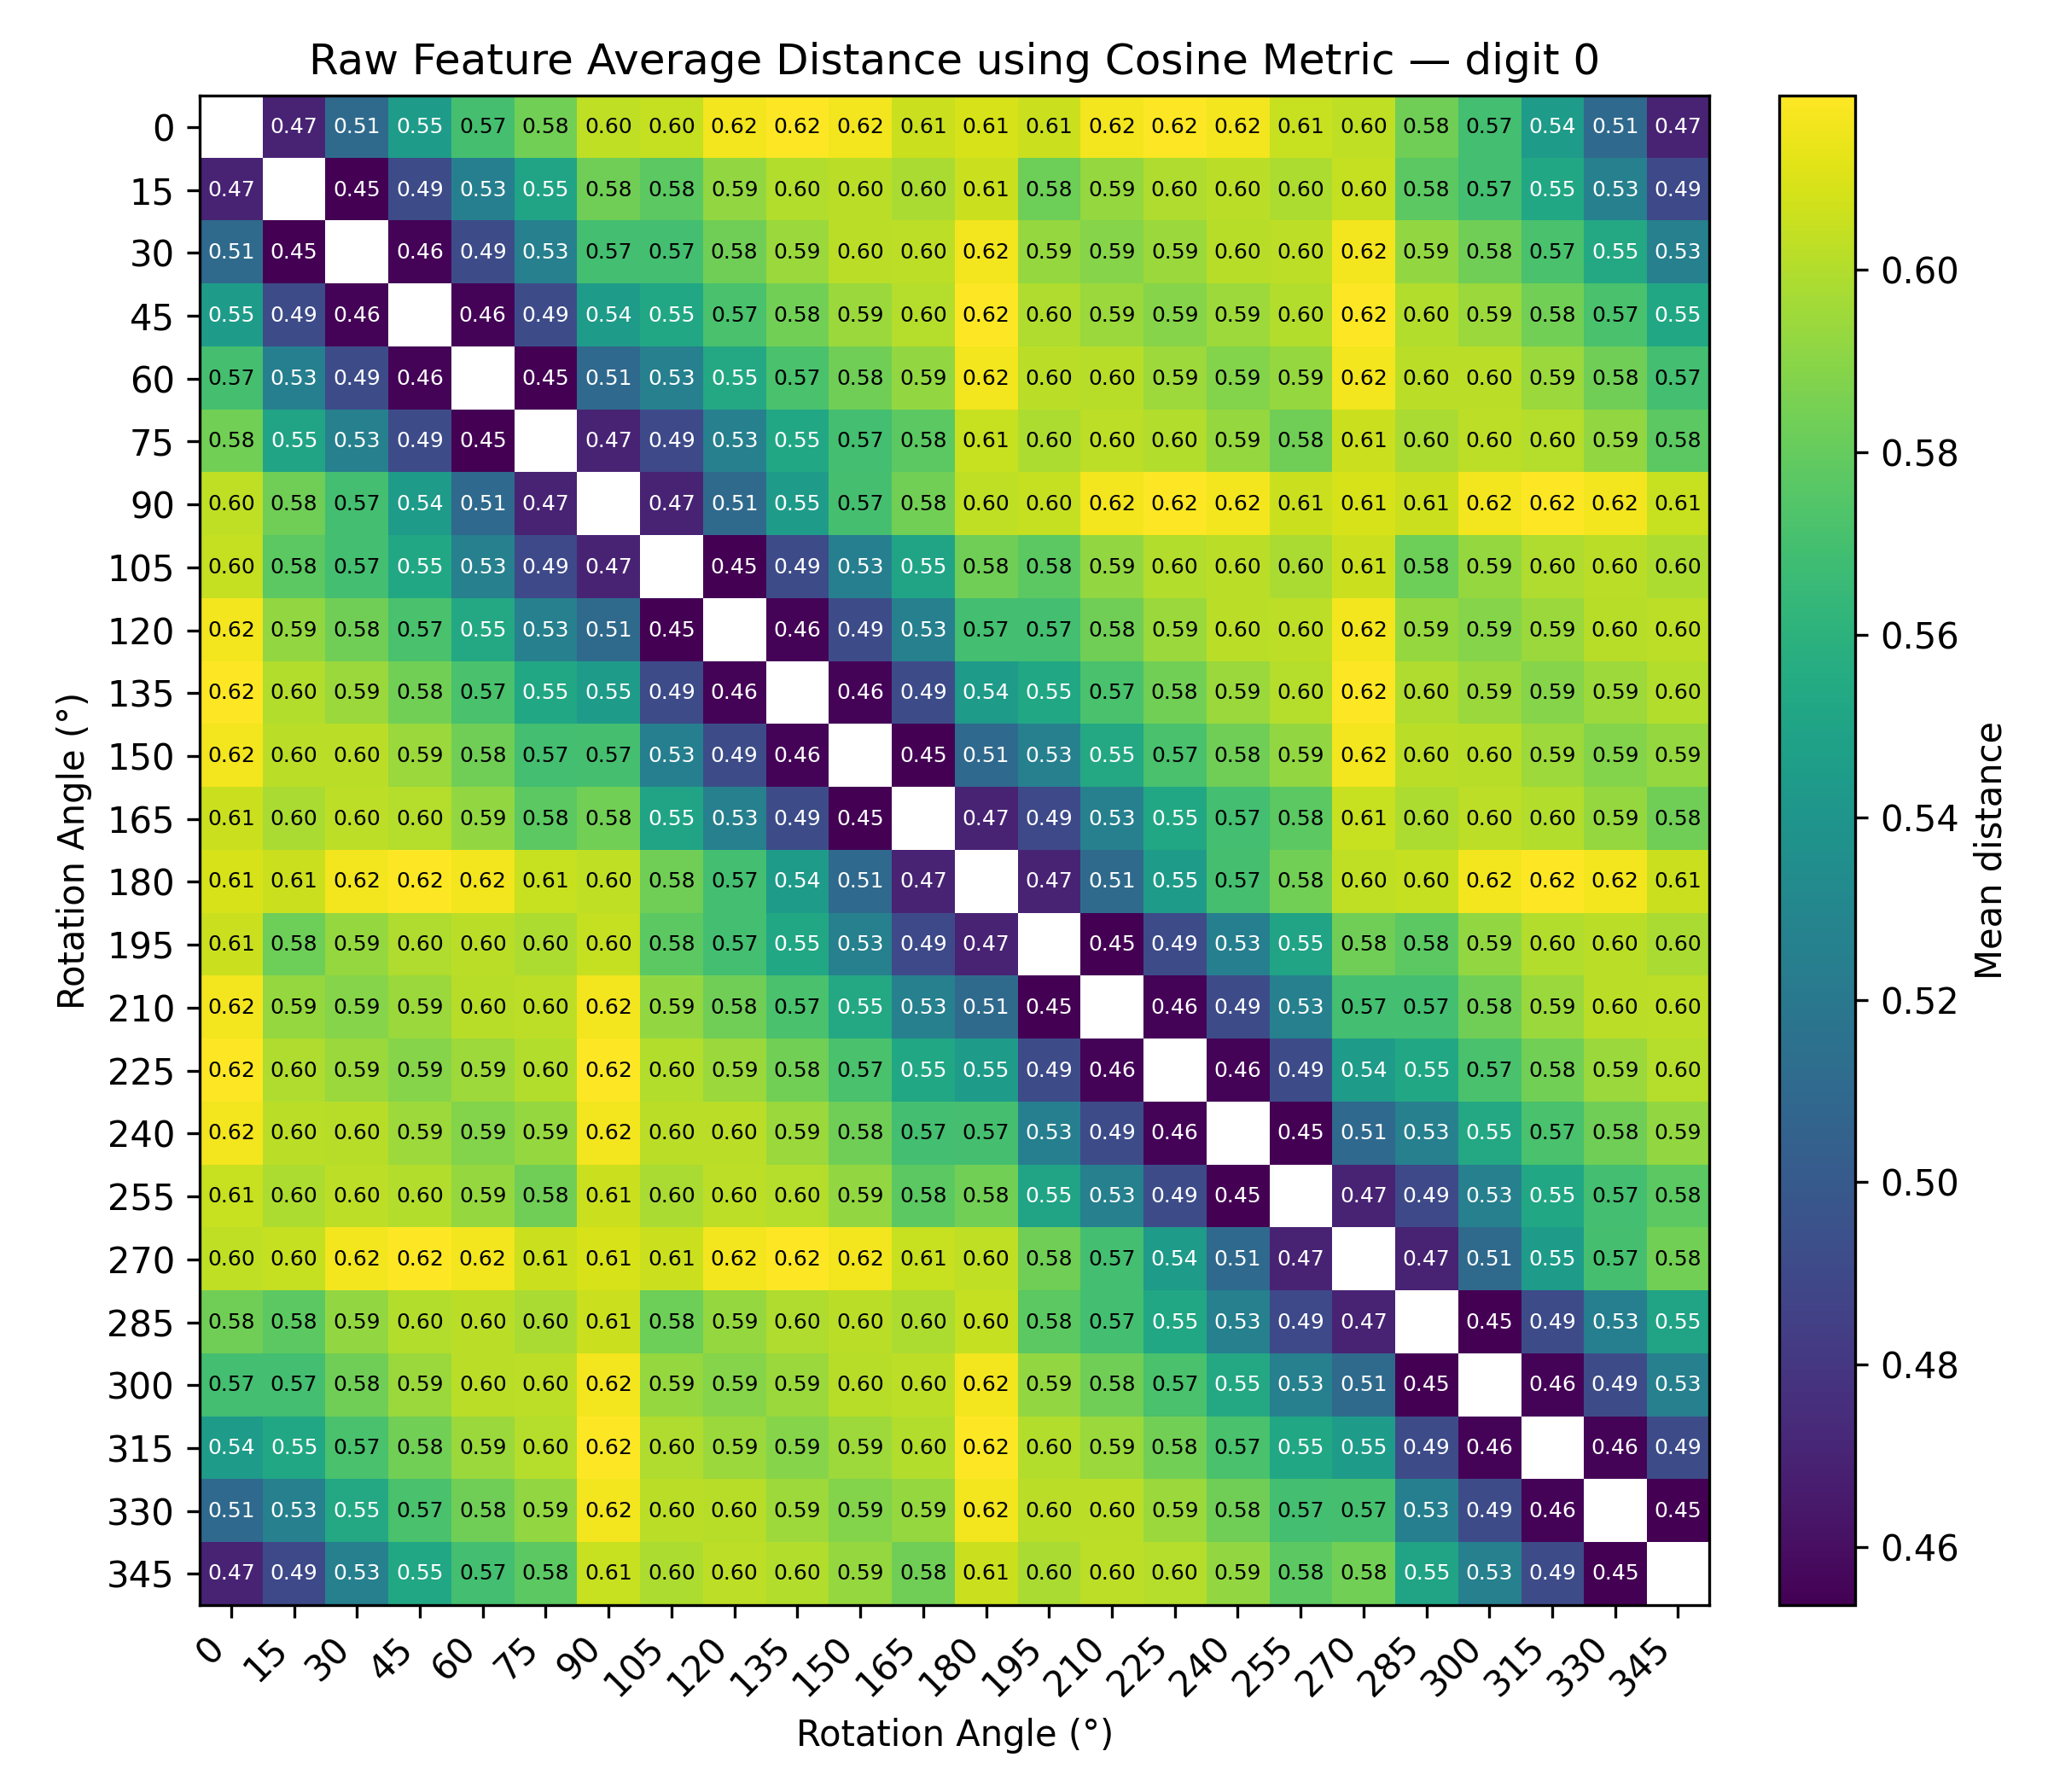 Raw Feature Average Distance using Cosine Metric — digit 0
0 0.47 0.51 0.55 0.57 0.58 0.60 0.60 0.62 0.62 0.62 0.61 0.61 0.61 0.62 0.62 0.62 0.61 0.60 0.58 0.57 0.54 0.51 0.47
15 0.47 0.45 0.49 0.53 0.55 0.58 0.58 0.59 0.60 0.60 0.60 0.61 0.58 0.59 0.60 0.60 0.60 0.60 0.58 0.57 0.55 0.53 0.49
30 0.51 0.45 0.46 0.49 0.53 0.57 0.57 0.58 0.59 0.60 0.60 0.62 0.59 0.59 0.59 0.60 0.60 0.62 0.59 0.58 0.57 0.55 0.53
45 0.55 0.49 0.46 0.46 0.49 0.54 0.55 0.57 0.58 0.59 0.60 0.62 0.60 0.59 0.59 0.59 0.60 0.62 0.60 0.59 0.58 0.57 0.55
60 0.57 0.53 0.49 0.46 0.45 0.51 0.53 0.55 0.57 0.58 0.59 0.62 0.60 0.60 0.59 0.59 0.59 0.62 0.60 0.60 0.59 0.58 0.57
75 0.58 0.55 0.53 0.49 0.45 0.47 0.49 0.53 0.55 0.57 0.58 0.61 0.60 0.60 0.60 0.59 0.58 0.61 0.60 0.60 0.60 0.59 0.58
90 0.60 0.58 0.57 0.54 0.51 0.47 0.47 0.51 0.55 0.57 0.58 0.60 0.60 0.62 0.62 0.62 0.61 0.61 0.61 0.62 0.62 0.62 0.61
105 0.60 0.58 0.57 0.55 0.53 0.49 0.47 0.45 0.49 0.53 0.55 0.58 0.58 0.59 0.60 0.60 0.60 0.61 0.58 0.59 0.60 0.60 0.60
120 0.62 0.59 0.58 0.57 0.55 0.53 0.51 0.45 0.46 0.49 0.53 0.57 0.57 0.58 0.59 0.60 0.60 0.62 0.59 0.59 0.59 0.60 0.60
135 0.62 0.60 0.59 0.58 0.57 0.55 0.55 0.49 0.46 0.46 0.49 0.54 0.55 0.57 0.58 0.59 0.60 0.62 0.60 0.59 0.59 0.59 0.60
150 0.62 0.60 0.60 0.59 0.58 0.57 0.57 0.53 0.49 0.46 0.45 0.51 0.53 0.55 0.57 0.58 0.59 0.62 0.60 0.60 0.59 0.59 0.59
165 0.61 0.60 0.60 0.60 0.59 0.58 0.58 0.55 0.53 0.49 0.45 0.47 0.49 0.53 0.55 0.57 0.58 0.61 0.60 0.60 0.60 0.59 0.58
180 0.61 0.61 0.62 0.62 0.62 0.61 0.60 0.58 0.57 0.54 0.51 0.47 0.47 0.51 0.55 0.57 0.58 0.60 0.60 0.62 0.62 0.62 0.61
195 0.61 0.58 0.59 0.60 0.60 0.60 0.60 0.58 0.57 0.55 0.53 0.49 0.47 0.45 0.49 0.53 0.55 0.58 0.58 0.59 0.60 0.60 0.60
210 0.62 0.59 0.59 0.59 0.60 0.60 0.62 0.59 0.58 0.57 0.55 0.53 0.51 0.45 0.46 0.49 0.53 0.57 0.57 0.58 0.59 0.60 0.60
225 0.62 0.60 0.59 0.59 0.59 0.60 0.62 0.60 0.59 0.58 0.57 0.55 0.55 0.49 0.46 0.46 0.49 0.54 0.55 0.57 0.58 0.59 0.60
240 0.62 0.60 0.60 0.59 0.59 0.59 0.62 0.60 0.60 0.59 0.58 0.57 0.57 0.53 0.49 0.46 0.45 0.51 0.53 0.55 0.57 0.58 0.59
255 0.61 0.60 0.60 0.60 0.59 0.58 0.61 0.60 0.60 0.60 0.59 0.58 0.58 0.55 0.53 0.49 0.45 0.47 0.49 0.53 0.55 0.57 0.58
270 0.60 0.60 0.62 0.62 0.62 0.61 0.61 0.61 0.62 0.62 0.62 0.61 0.60 0.58 0.57 0.54 0.51 0.47 0.47 0.51 0.55 0.57 0.58
285 0.58 0.58 0.59 0.60 0.60 0.60 0.61 0.58 0.59 0.60 0.60 0.60 0.60 0.58 0.57 0.55 0.53 0.49 0.47 0.45 0.49 0.53 0.55
300 0.57 0.57 0.58 0.59 0.60 0.60 0.62 0.59 0.59 0.59 0.60 0.60 0.62 0.59 0.58 0.57 0.55 0.53 0.51 0.45 0.46 0.49 0.53
315 0.54 0.55 0.57 0.58 0.59 0.60 0.62 0.60 0.59 0.59 0.59 0.60 0.62 0.60 0.59 0.58 0.57 0.55 0.55 0.49 0.46 0.46 0.49
330 0.51 0.53 0.55 0.57 0.58 0.59 0.62 0.60 0.60 0.59 0.59 0.59 0.62 0.60 0.60 0.59 0.58 0.57 0.57 0.53 0.49 0.46 0.45
345 0.47 0.49 0.53 0.55 0.57 0.58 0.61 0.60 0.60 0.60 0.59 0.58 0.61 0.60 0.60 0.60 0.59 0.58 0.58 0.55 0.53 0.49 0.45
0 15 30 45 60 75 90 105 120 135 150 165 180 195 210 225 240 255 270 285 300 315 330 345
Rotation Angle (°)
Rotation Angle (°)
0.60
0.58
0.56
0.54
0.52
0.50
0.48
0.46
Mean distance